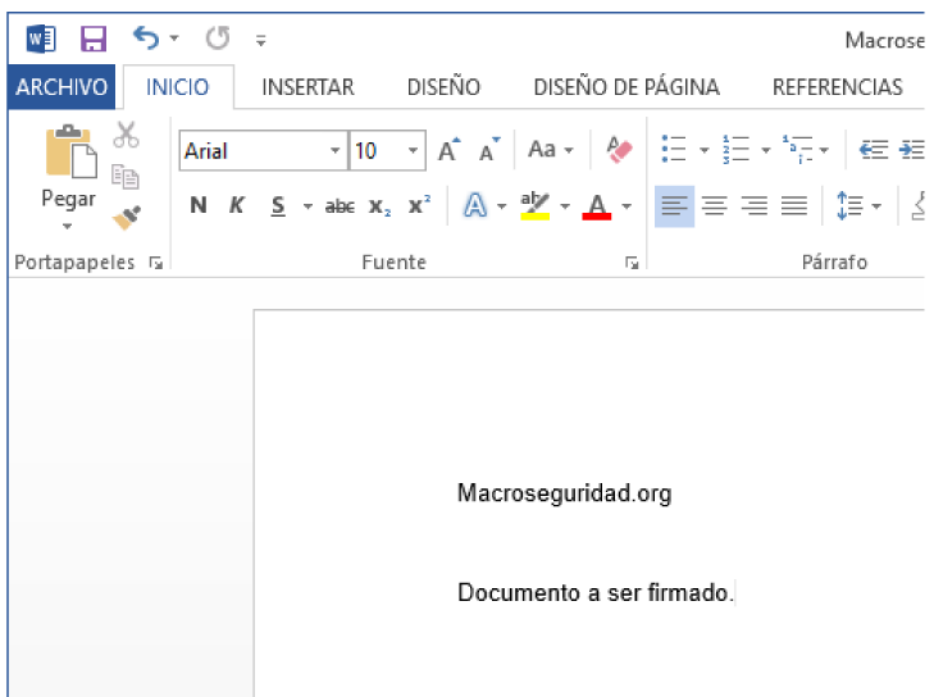 Macrose
ARCHIVO INICIO INSERTAR DISEÑO DISEÑO DE PÁGINA REFERENCIAS
Arial 10 A A Aa
Pegar
N K S abc X₂ X² A ab A
Portapapeles Fuente Párrafo
Macroseguridad.org
Documento a ser firmado.